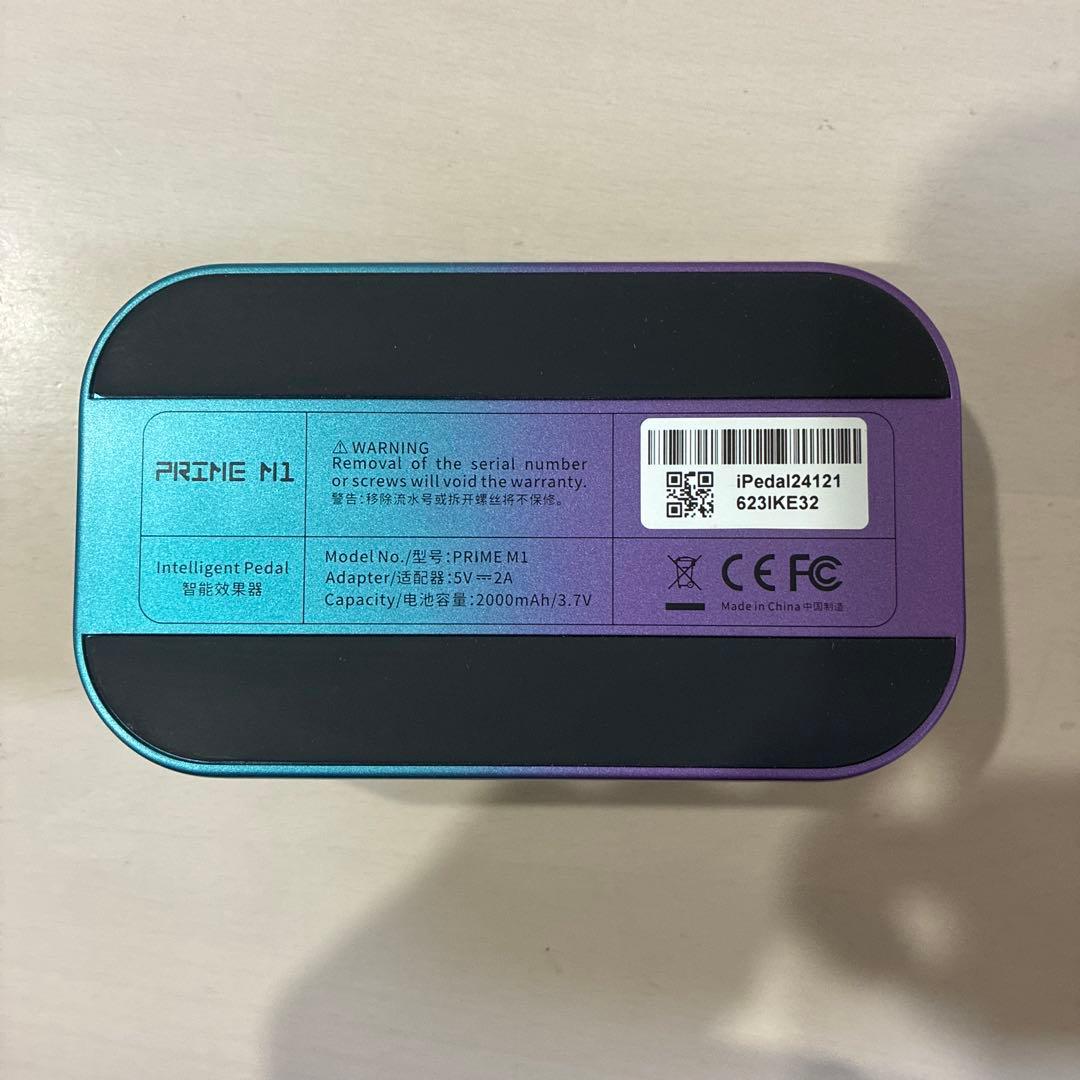 PRIME M1
⚠ WARNING
Removal of the serial number
or screws will void the warranty.
警告:移除流水号或拆开螺丝将不保修。
iPedal24121
623IKE32
Intelligent Pedal
智能效果器
Model No./型号:PRIME M1
Adapter/适配器:5V⎓2A
Capacity/电池容量:2000mAh/3.7V
CE FC
Made in China 中国制造